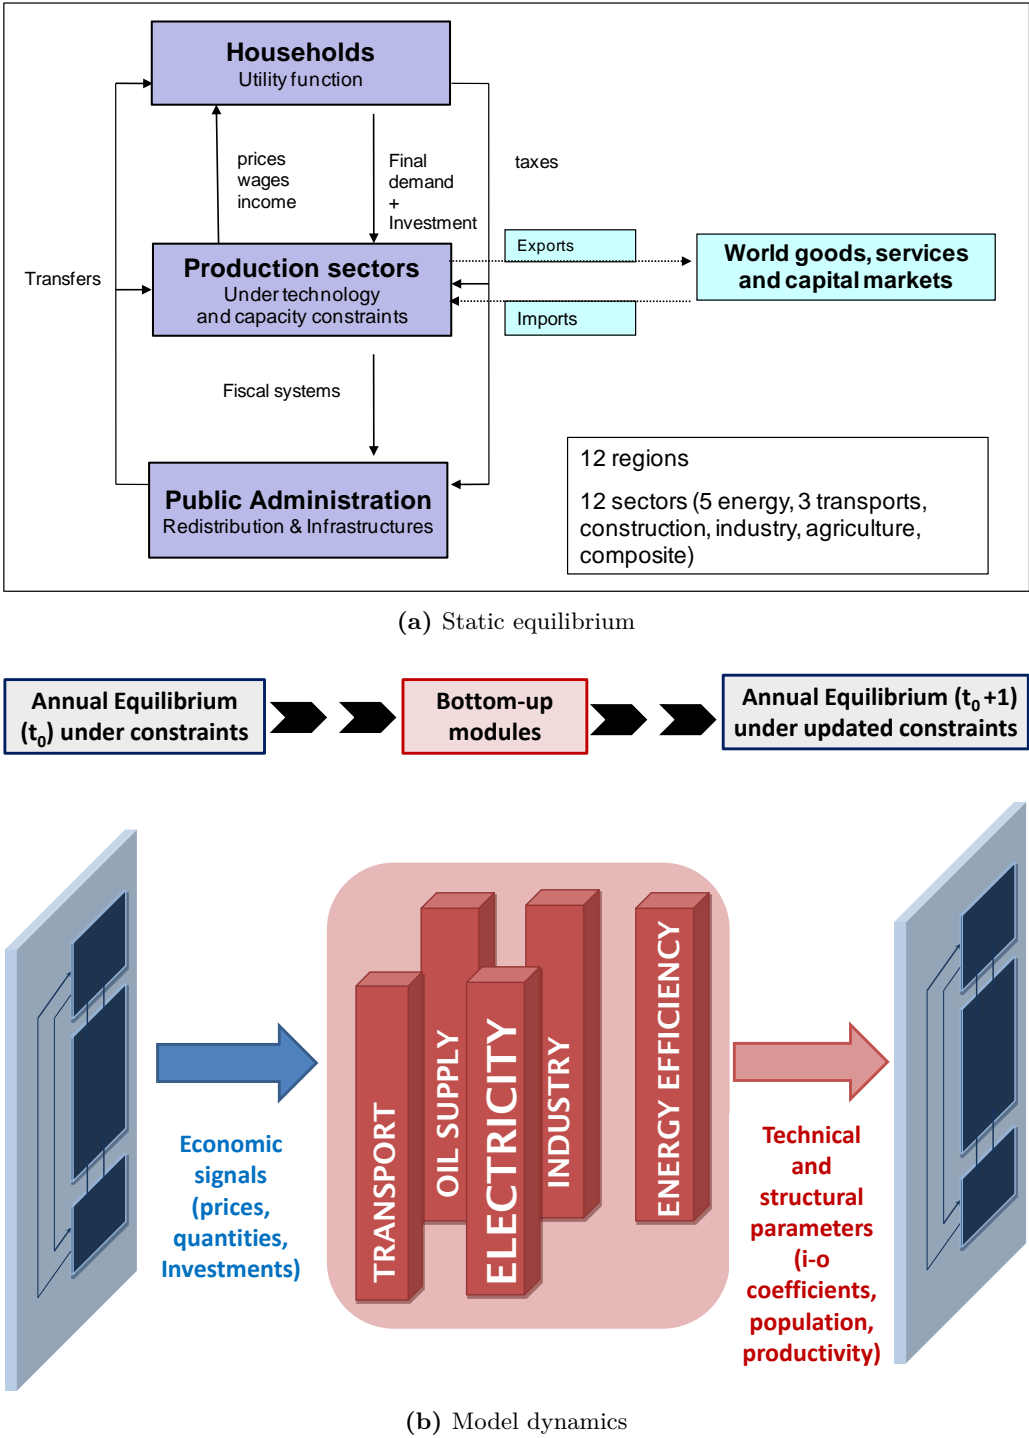 Households
Utility function
prices
wages
income
Final
demand
+
Investment
taxes
Transfers
Production sectors
Under technology
and capacity constraints
Exports
Imports
World goods, services
and capital markets
Fiscal systems
Public Administration
Redistribution & Infrastructures
12 regions
12 sectors (5 energy, 3 transports,
construction, industry, agriculture,
composite)
(a) Static equilibrium
Annual Equilibrium
(t0) under constraints
Bottom-up
modules
Annual Equilibrium (t0+1)
under updated constraints
Economic
signals
(prices,
quantities,
Investments)
TRANSPORT
OIL SUPPLY
ELECTRICITY
INDUSTRY
ENERGY EFFICIENCY
Technical
and
structural
parameters
(i-o
coefficients,
population,
productivity)
(b) Model dynamics